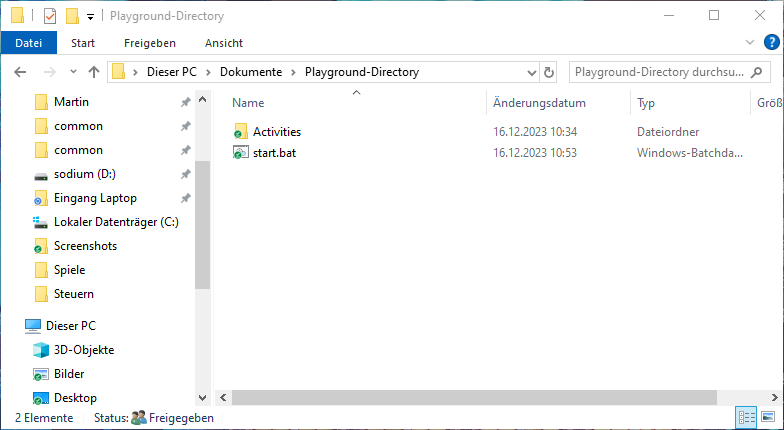 Playground-Directory
Datei Start Freigeben Ansicht
Dieser PC Dokumente Playground-Directory Playground-Directory durchsu...
Name Änderungsdatum Typ Größ
Activities 16.12.2023 10:34 Dateiordner
start.bat 16.12.2023 10:53 Windows-Batchda...
Martin
common
common
sodium (D:)
Eingang Laptop
Lokaler Datenträger (C:)
Screenshots
Spiele
Steuern
Dieser PC
3D-Objekte
Bilder
Desktop
2 Elemente Status: Freigegeben